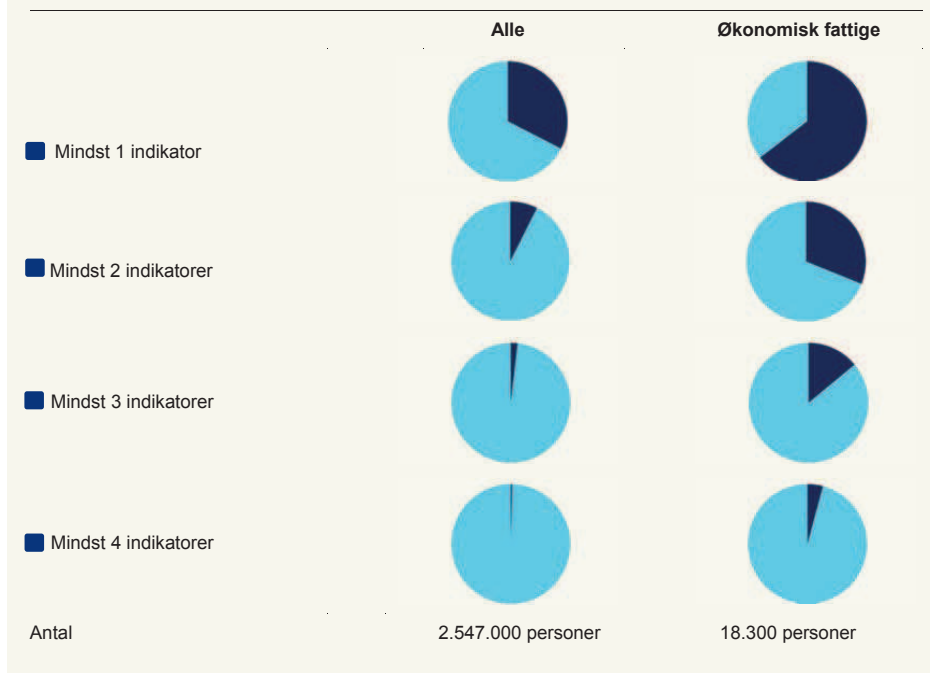 Alle Økonomisk fattige
Mindst 1 indikator
Mindst 2 indikatorer
Mindst 3 indikatorer
Mindst 4 indikatorer
Antal 2.547.000 personer 18.300 personer